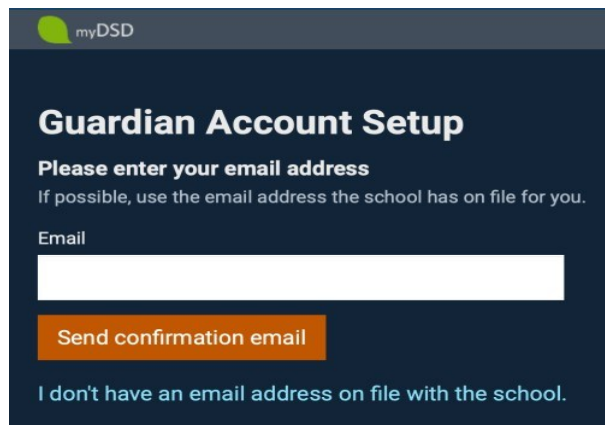 myDSD
Guardian Account Setup
Please enter your email address
If possible, use the email address the school has on file for you.
Email
Send confirmation email
I don't have an email address on file with the school.